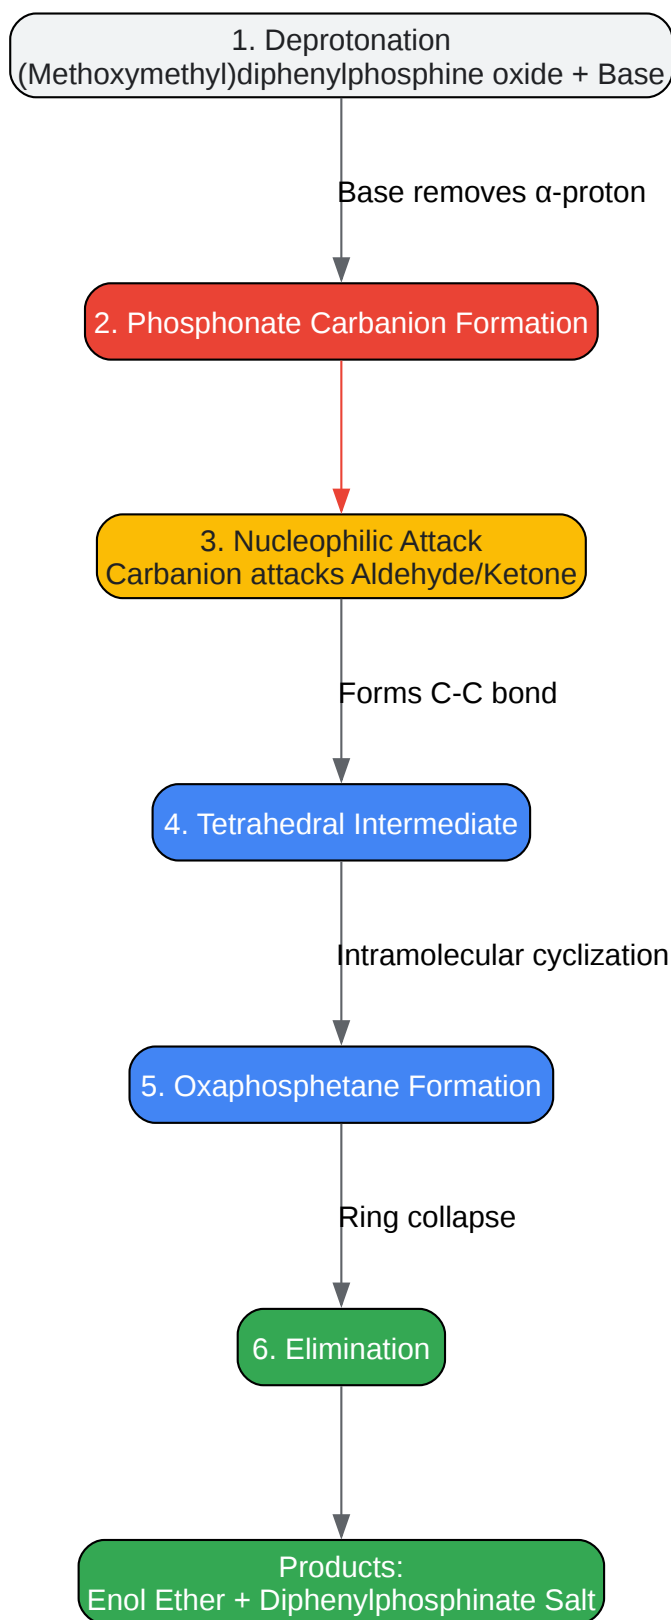 1. Deprotonation
(Methoxymethyl)diphenylphosphine oxide + Base
Base removes α-proton
2. Phosphonate Carbanion Formation
3. Nucleophilic Attack
Carbanion attacks Aldehyde/Ketone
Forms C-C bond
4. Tetrahedral Intermediate
Intramolecular cyclization
5. Oxaphosphetane Formation
Ring collapse
6. Elimination
Products:
Enol Ether + Diphenylphosphinate Salt